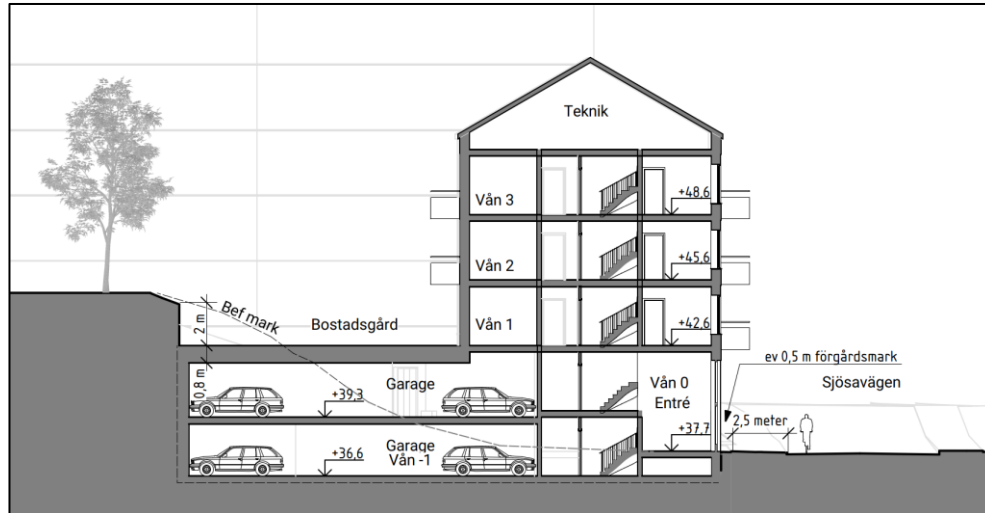 Teknik
Vån 3
+48,6
Vån 2
+45,6
Bef mark
2 m
Bostadsgård
Vån 1
+42,6
ev 0,5 m förgårdsmark
Sjösavägen
0,8 m
Garage
+39,3
Vån 0
Entré
2,5 meter
+37,7
Garage
Vån -1
+36,6